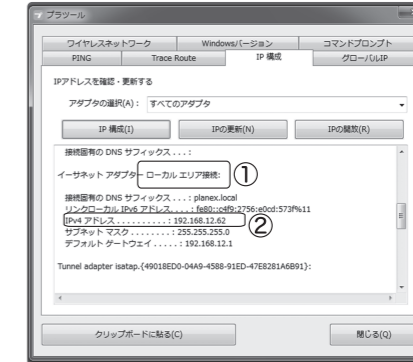 プラツール
ワイヤレスネットワーク Windowsバージョン コマンドプロンプト
PING Trace Route IP 構成 グローバルIP
IPアドレスを確認・更新する
アダプタの選択(A): すべてのアダプタ
IP 構成(I) IPの更新(N) IPの開放(R)
接続固有の DNS サフィックス . . . :
イーサネット アダプター ローカル エリア接続: ①
接続固有の DNS サフィックス . . . : planex.local
リンクローカル IPv6 アドレス. . . . : fe80::c4f9:2756:e0cd:573f%11
IPv4 アドレス . . . . . . . . . . . : 192.168.12.62 ②
サブネット マスク . . . . . . . . : 255.255.255.0
デフォルト ゲートウェイ . . . . . : 192.168.12.1
Tunnel adapter isatap.{49018ED0-04A9-4588-91ED-47E8281A6B91}:
クリップボードに貼る(C) 閉じる(Q)